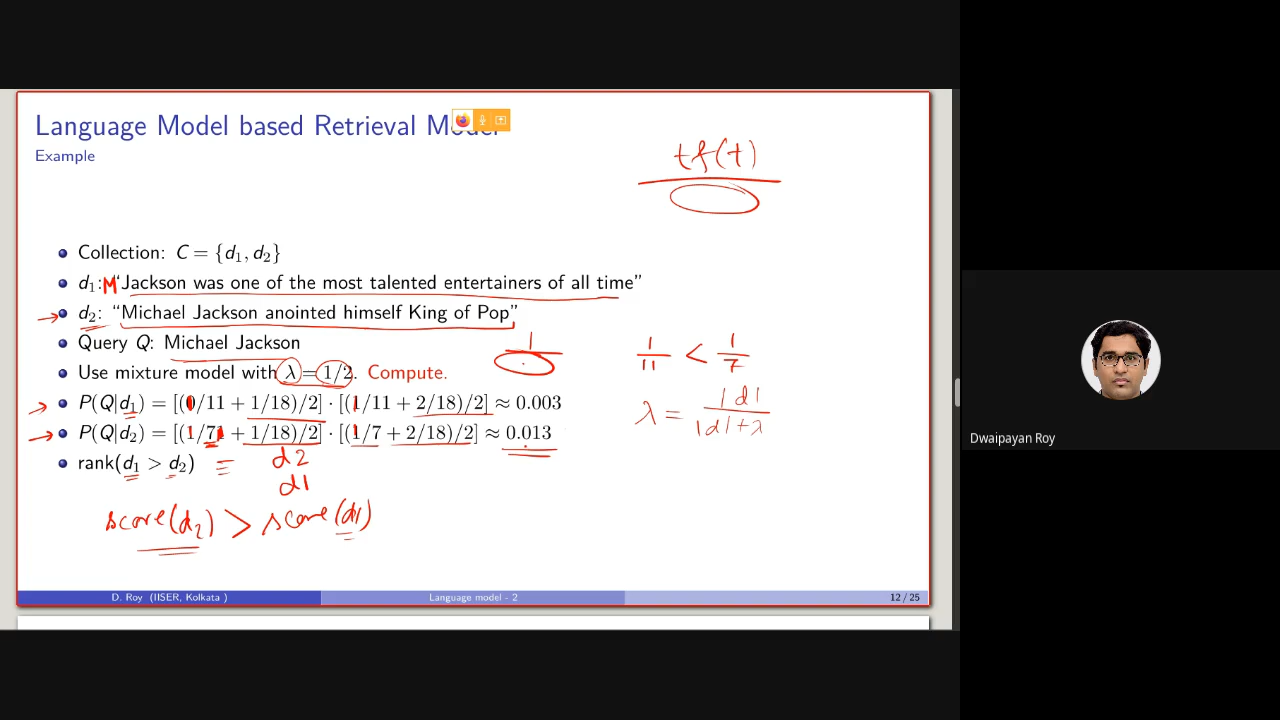 Language Model based Retrieval Model
Example
tf(t)
Collection: C = {d1, d2}
d1: M "Jackson was one of the most talented entertainers of all time"
d2: "Michael Jackson anointed himself King of Pop"
Query Q: Michael Jackson
1
1/11 < 1/7
Use mixture model with λ = 1/2. Compute.
λ = |d| / |d|+λ
P(Q|d1) = [(0/11 + 1/18)/2] · [(1/11 + 2/18)/2] ≈ 0.003
P(Q|d2) = [(1/7 + 1/18)/2] · [(1/7 + 2/18)/2] ≈ 0.013
rank(d1 > d2) ≡ d2
d1
score(d2) > score(d1)
D. Roy (IISER, Kolkata ) Language model - 2 12 / 25
Dwaipayan Roy